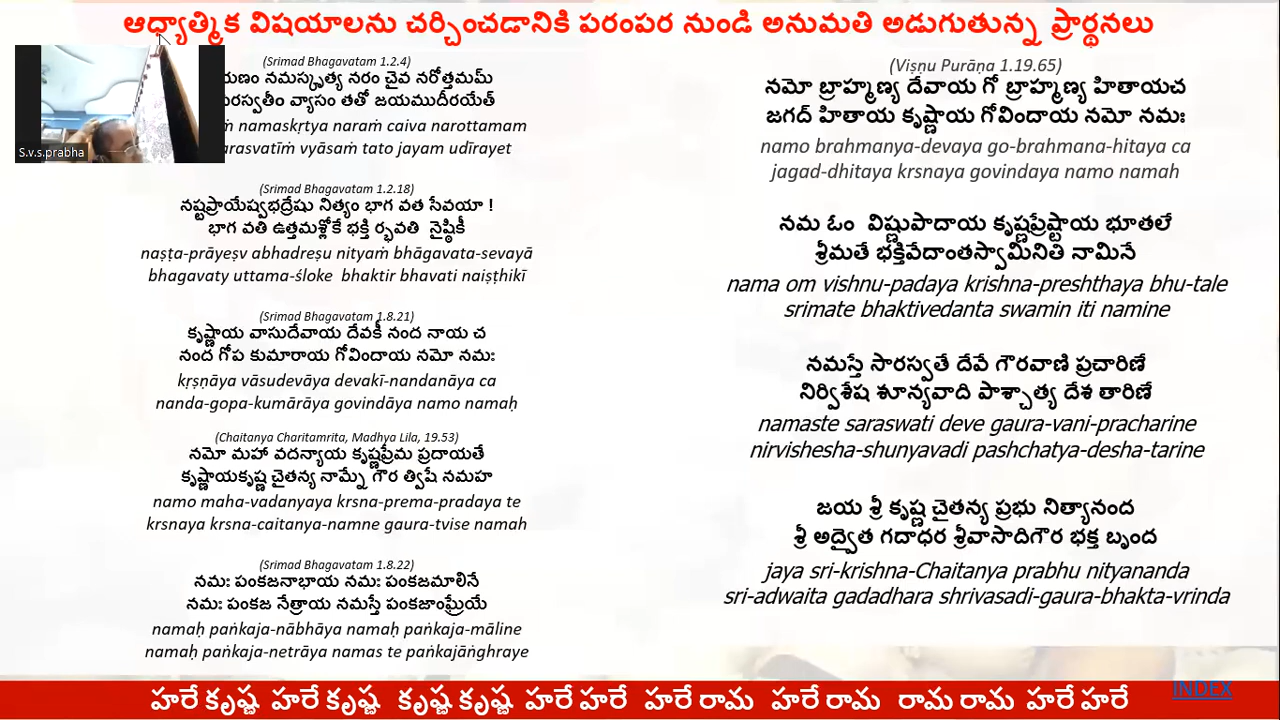 ఆధ్యాత్మిక విషయాలను చర్చించడానికి పరంపర నుండి అనుమతి అడుగుతున్న ప్రార్థనలు
S.v.s.prabha
(Srimad Bhagavatam 1.2.4)
నమస్కృత్య నరం చైవ నరోత్తమమ్
వ్యాసం తతో జయముదీరయేత్
namaskṛtya naraṁ caiva narottamam
vyāsaṁ tato jayam udīrayet
(Srimad Bhagavatam 1.2.18)
నష్టప్రాయేష్వభద్రేషు నిత్యం భాగ వత సేవయా !
భాగ వతి ఉత్తమశ్లోకే భక్తి ర్భవతి నైష్ఠికీ
naṣṭa-prāyeṣv abhadreṣu nityaṁ bhāgavata-sevayā
bhagavaty uttama-śloke bhaktir bhavati naiṣṭhikī
(Srimad Bhagavatam 1.8.21)
కృష్ణాయ వాసుదేవాయ దేవకీ నంద నాయ చ
నంద గోప కుమారాయ గోవిందాయ నమో నమః
kṛṣṇāya vāsudevāya devakī-nandanāya ca
nanda-gopa-kumārāya govindāya namo namaḥ
(Chaitanya Charitamrita, Madhya Lila, 19.53)
నమో మహా వదన్యాయ కృష్ణప్రేమ ప్రదాయతే
కృష్ణాయకృష్ణ చైతన్య నామ్నే గౌర త్విషే నమహ
namo maha-vadanyaya krsna-prema-pradaya te
krsnaya krsna-caitanya-namne gaura-tvise namah
(Srimad Bhagavatam 1.8.22)
నమః పంకజనాభాయ నమః పంకజమాలినే
నమః పంకజ నేత్రాయ నమస్తే పంకజాంఘ్రేయే
namaḥ paṅkaja-nābhāya namaḥ paṅkaja-māline
namaḥ paṅkaja-netrāya namas te paṅkajāṅghraye
(Viṣṇu Purāṇa 1.19.65)
నమో బ్రాహ్మణ్య దేవాయ గో బ్రాహ్మణ్య హితాయచ
జగద్ హితాయ కృష్ణాయ గోవిందాయ నమో నమః
namo brahmanya-devaya go-brahmana-hitaya ca
jagad-dhitaya krsnaya govindaya namo namah
నమ ఓం విష్ణుపాదాయ కృష్ణప్రేష్టాయ భూతలే
శ్రీమతే భక్తివేదాంతస్వామినితి నామినే
nama om vishnu-padaya krishna-preshthaya bhu-tale
srimate bhaktivedanta swamin iti namine
నమస్తే సారస్వతే దేవే గౌరవాణి ప్రచారిణే
నిర్విశేష శూన్యవాది పాశ్చాత్య దేశ తారిణే
namaste saraswati deve gaura-vani-pracharine
nirvishesha-shunyavadi pashchatya-desha-tarine
జయ శ్రీ కృష్ణ చైతన్య ప్రభు నిత్యానంద
శ్రీ అద్వైత గదాధర శ్రీవాసాదిగౌర భక్త బృంద
jaya sri-krishna-Chaitanya prabhu nityananda
sri-adwaita gadadhara shrivasadi-gaura-bhakta-vrinda
హరే కృష్ణ హరే కృష్ణ కృష్ణ కృష్ణ హరే హరే హరే రామ హరే రామ రామ రామ హరే హరే
INDEX